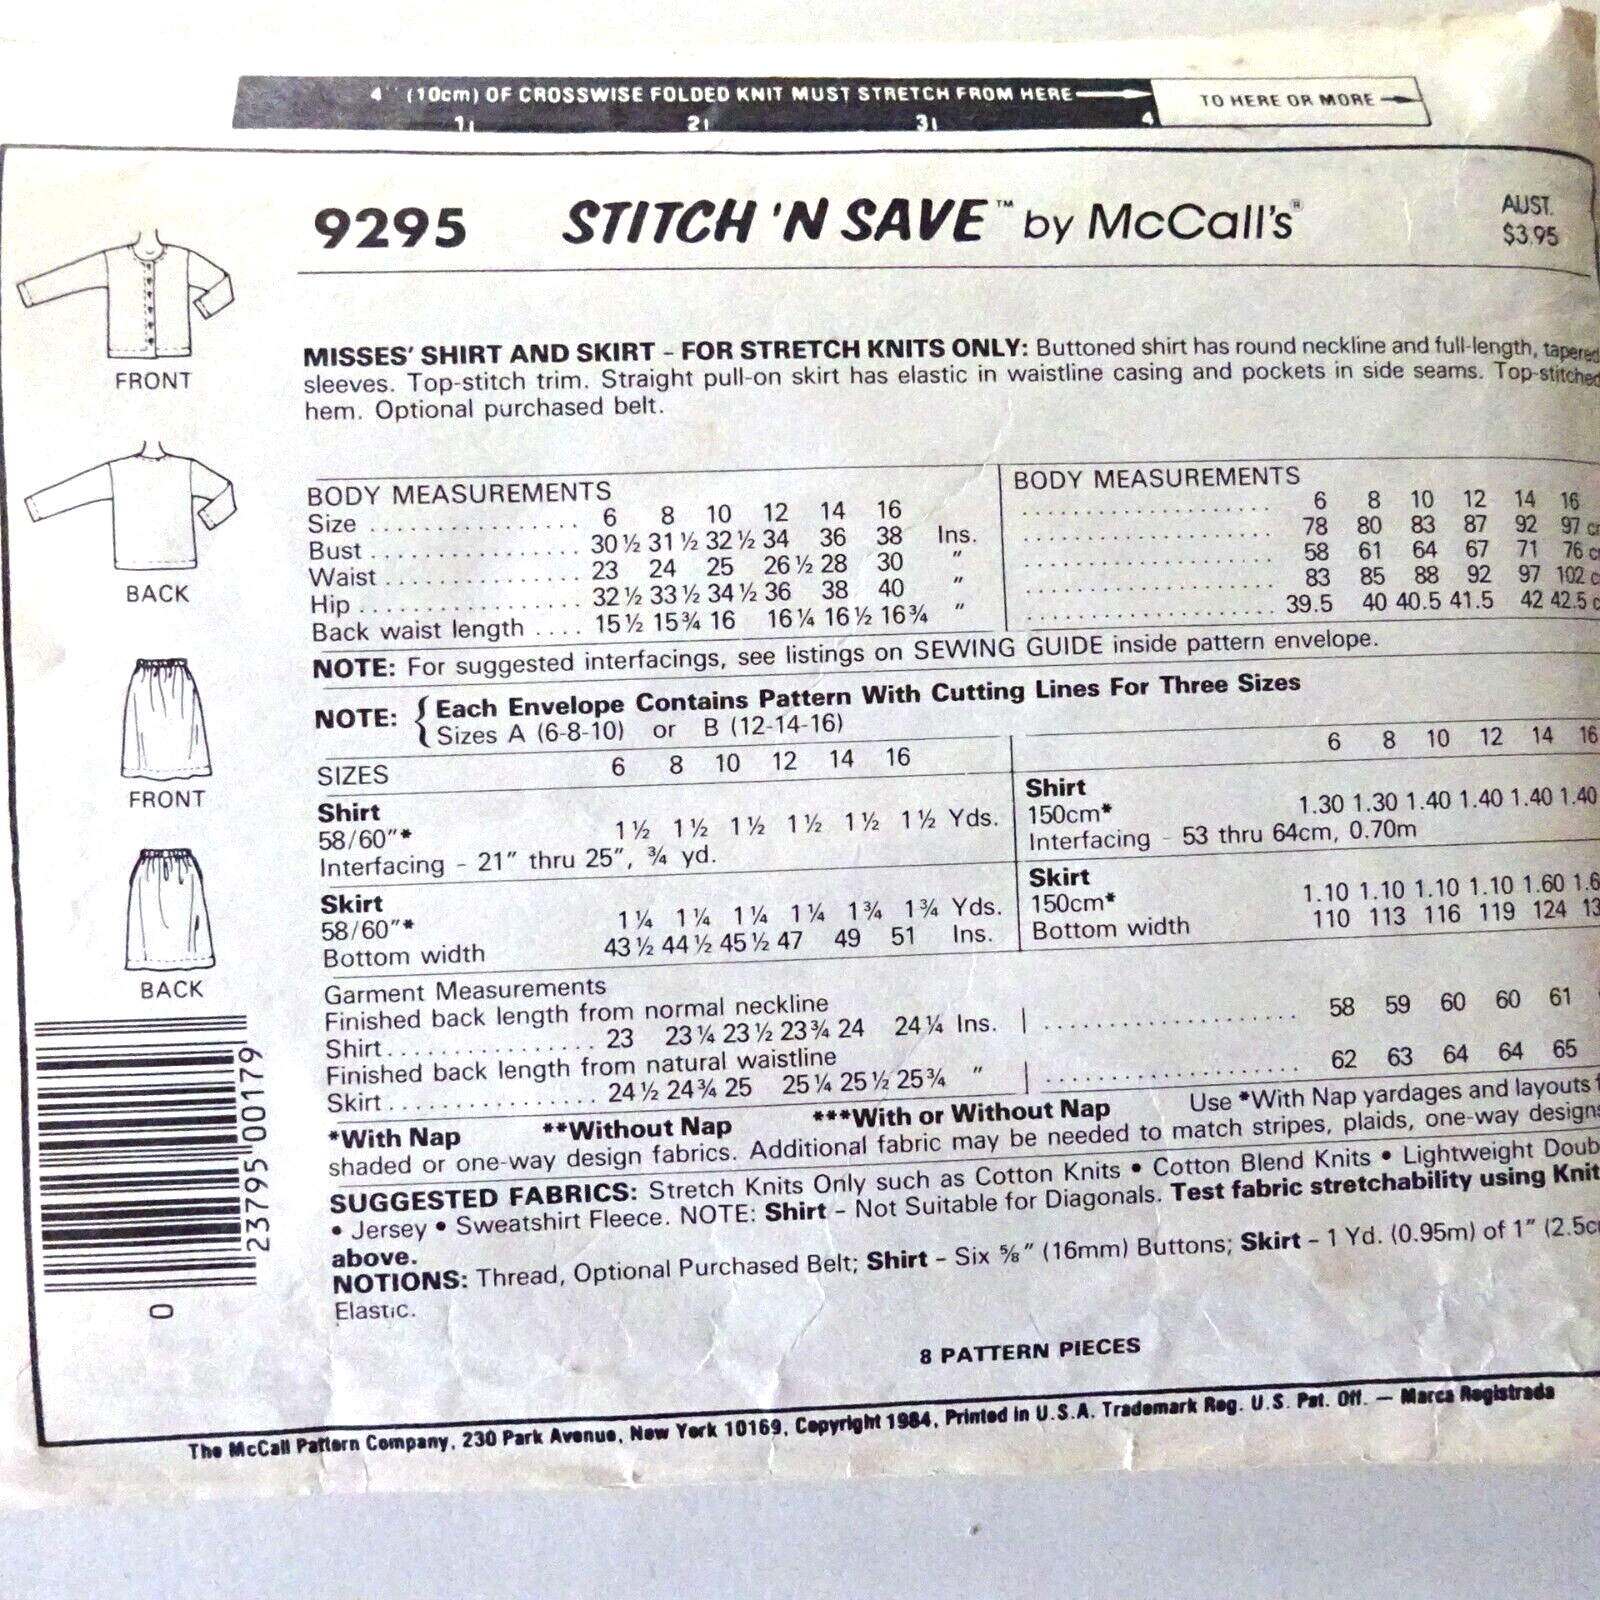 4'' (10cm) OF CROSSWISE FOLDED KNIT MUST STRETCH FROM HERE
TO HERE OR MORE
1 2 3 4
9295 STITCH 'N SAVE™ by McCall's®
AUST.
$3.95
MISSES' SHIRT AND SKIRT – FOR STRETCH KNITS ONLY: Buttoned shirt has round neckline and full-length, tapered
sleeves. Top-stitch trim. Straight pull-on skirt has elastic in waistline casing and pockets in side seams. Top-stitched
hem. Optional purchased belt.
FRONT
BACK
FRONT
BACK
BODY MEASUREMENTS
Size ................ 6 8 10 12 14 16
Bust ................ 30½ 31½ 32½ 34 36 38 Ins.
Waist ............... 23 24 25 26½ 28 30 "
Hip ................. 32½ 33½ 34½ 36 38 40 "
Back waist length .... 15½ 15¾ 16 16¼ 16½ 16¾ "
BODY MEASUREMENTS
.................... 6 8 10 12 14 16
.................... 78 80 83 87 92 97
.................... 58 61 64 67 71 76
.................... 83 85 88 92 97 102
.................... 39.5 40 40.5 41.5 42 42.5
NOTE: For suggested interfacings, see listings on SEWING GUIDE inside pattern envelope.
NOTE: { Each Envelope Contains Pattern With Cutting Lines For Three Sizes
Sizes A (6-8-10) or B (12-14-16)
SIZES 6 8 10 12 14 16
Shirt
58/60"* 1½ 1½ 1½ 1½ 1½ 1½ Yds.
Interfacing - 21" thru 25", ¾ yd.
Skirt
58/60"* 1¼ 1¼ 1¼ 1¼ 1¾ 1¾ Yds.
Bottom width 43½ 44½ 45½ 47 49 51 Ins.
6 8 10 12 14 16
Shirt
150cm* 1.30 1.30 1.40 1.40 1.40 1.40
Interfacing - 53 thru 64cm, 0.70m
Skirt
150cm* 1.10 1.10 1.10 1.10 1.60
Bottom width 110 113 116 119 124
Garment Measurements
Finished back length from normal neckline
Shirt................ 23 23¼ 23½ 23¾ 24 24¼ Ins. | .................... 58 59 60 60 61
Finished back length from natural waistline
Skirt................ 24½ 24¾ 25 25¼ 25½ 25¾ " | .................... 62 63 64 64 65
*With Nap **Without Nap ***With or Without Nap Use *With Nap yardages and layouts
shaded or one-way design fabrics. Additional fabric may be needed to match stripes, plaids, one-way designs
SUGGESTED FABRICS: Stretch Knits Only such as Cotton Knits • Cotton Blend Knits • Lightweight Doub
• Jersey • Sweatshirt Fleece. NOTE: Shirt – Not Suitable for Diagonals. Test fabric stretchability using Knit
above.
NOTIONS: Thread, Optional Purchased Belt; Shirt – Six ⅝" (16mm) Buttons; Skirt – 1 Yd. (0.95m) of 1" (2.5c
Elastic.
8 PATTERN PIECES
23795 00179
0
The McCall Pattern Company, 230 Park Avenue, New York 10169, Copyright 1984, Printed in U.S.A. Trademark Reg. U.S. Pat. Off. — Marca Registrada